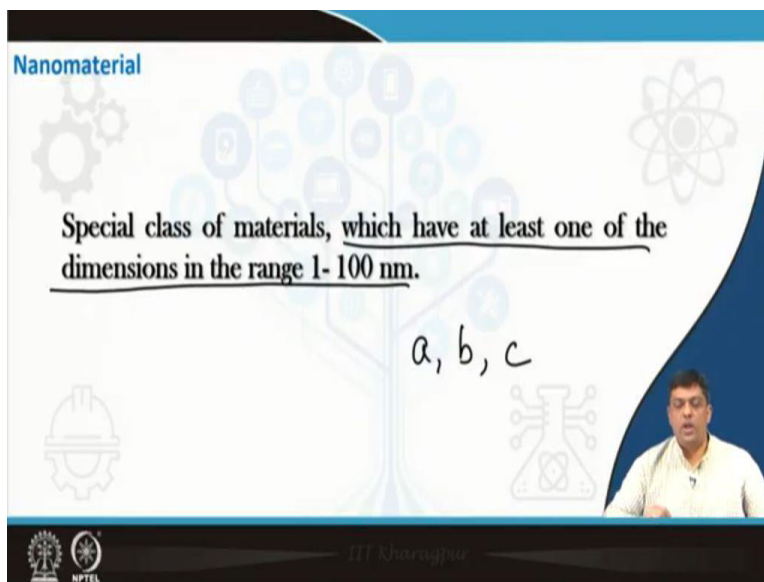 Nanomaterial
Special class of materials, which have at least one of the
dimensions in the range 1- 100 nm.
a, b, c
IIT Kharagpur
NPTEL